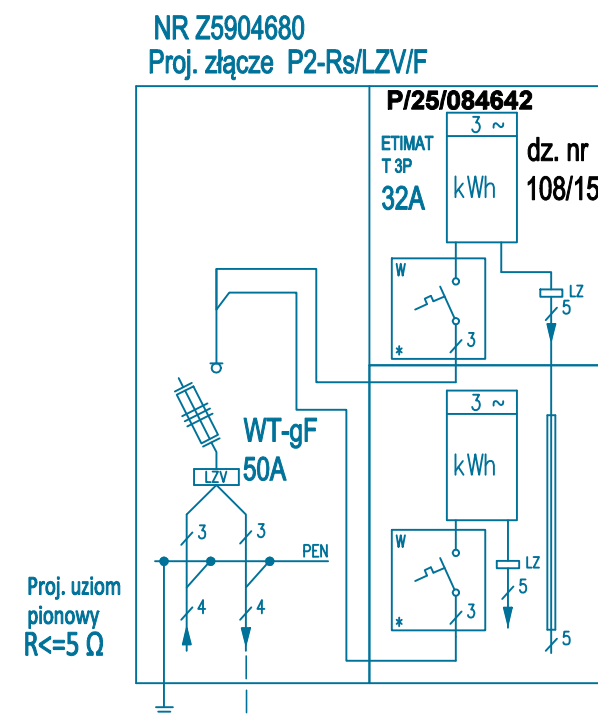 NR Z5904680
Proj. złącze P2-Rs/LZV/F
P/25/084642
3 ~
ETIMAT
T 3P
32A
kWh
dz. nr
108/15
W
LZ
5
3
*
3 ~
WT-gF
50A
kWh
LZV
3
3
PEN
W
LZ
5
3
*
5
4
4
Proj. uziom
pionowy
R<=5 Ω